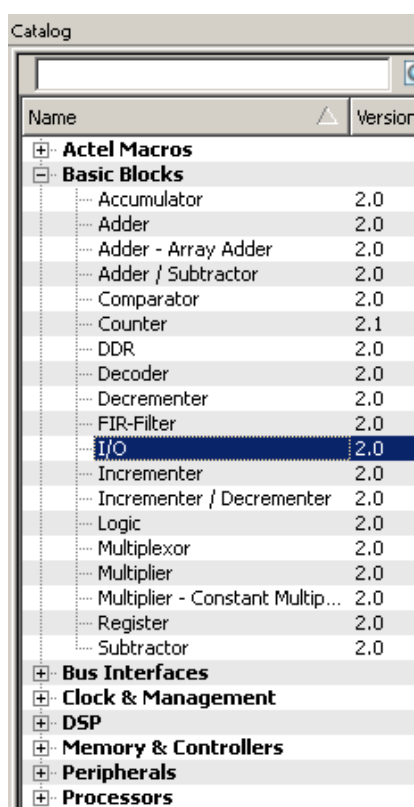 Catalog
Name Version
Actel Macros
Basic Blocks
Accumulator 2.0
Adder 2.0
Adder - Array Adder 2.0
Adder / Subtractor 2.0
Comparator 2.0
Counter 2.1
DDR 2.0
Decoder 2.0
Decrementer 2.0
FIR-Filter 2.0
I/O 2.0
Incrementer 2.0
Incrementer / Decrementer 2.0
Logic 2.0
Multiplexor 2.0
Multiplier 2.0
Multiplier - Constant Multip... 2.0
Register 2.0
Subtractor 2.0
Bus Interfaces
Clock & Management
DSP
Memory & Controllers
Peripherals
Processors